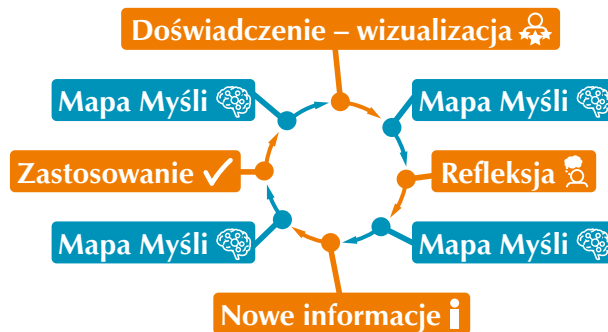 Doświadczenie – wizualizacja
Mapa Myśli
Mapa Myśli
Zastosowanie
Refleksja
Mapa Myśli
Mapa Myśli
Nowe informacje